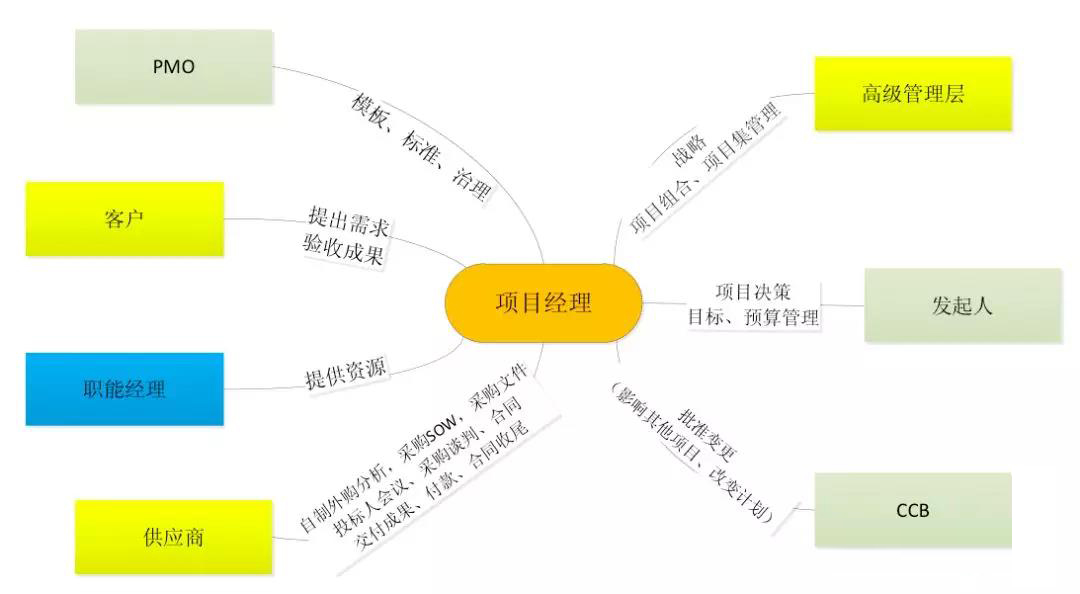 PMO
模板、标准、治理
客户
提出需求
验收成果
职能经理
提供资源
供应商
自制外购分析，采购SOW，采购文件
投标人会议、采购谈判、合同
交付成果、付款、合同收尾
项目经理
高级管理层
战略
项目组合、项目集管理
发起人
项目决策
目标、预算管理
CCB
批准变更
（影响其他项目、改变计划）